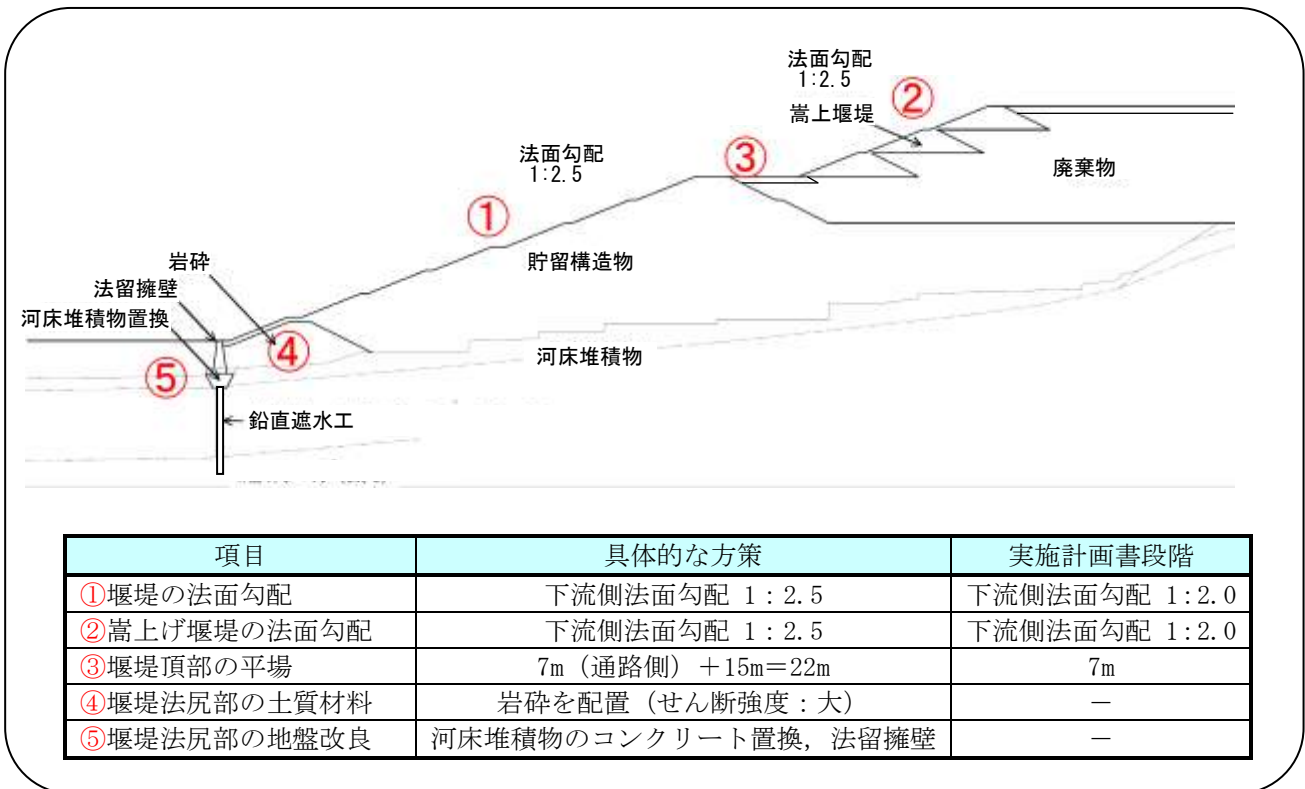 法面勾配
1:2.5
②
嵩上堰堤
③
廃棄物
法面勾配
1:2.5
①
貯留構造物
岩砕
法留擁壁
河床堆積物置換
④
⑤
河床堆積物
鉛直遮水工
項目 具体的な方策 実施計画書段階
①堰堤の法面勾配 下流側法面勾配 1：2.5 下流側法面勾配 1:2.0
②嵩上げ堰堤の法面勾配 下流側法面勾配 1：2.5 下流側法面勾配 1:2.0
③堰堤頂部の平場 7m（通路側）＋15m＝22m 7m
④堰堤法尻部の土質材料 岩砕を配置（せん断強度：大） －
⑤堰堤法尻部の地盤改良 河床堆積物のコンクリート置換，法留擁壁 －